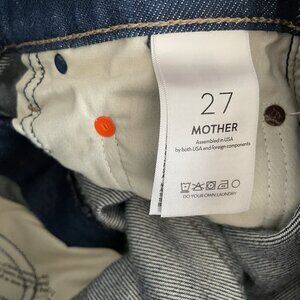 27
MOTHER
Assembled in USA
by both USA and foreign components
DO YOUR OWN LAUNDRY